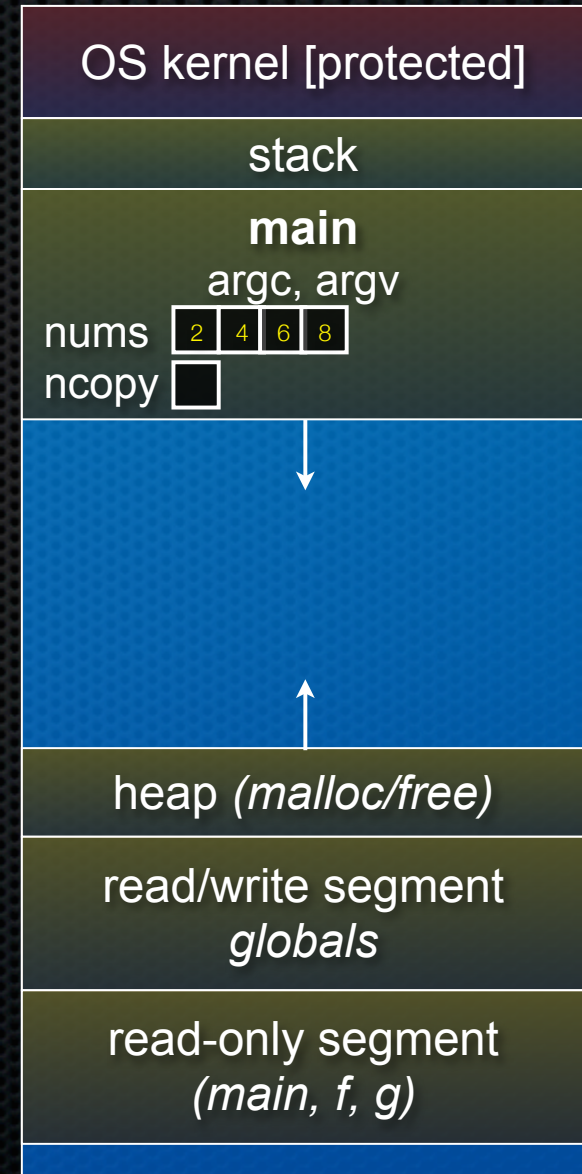 OS kernel [protected]
stack
main
argc, argv
nums 2 4 6 8
ncopy
heap (malloc/free)
read/write segment
globals
read-only segment
(main, f, g)